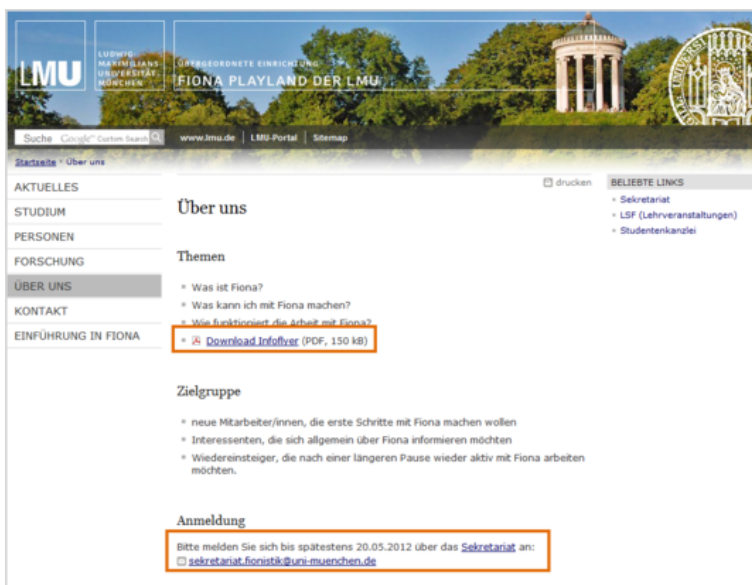 LMU
LUDWIG-
MAXIMILIANS-
UNIVERSITÄT
MÜNCHEN
ÜBERGEORDNETE EINRICHTUNG
FIONA PLAYLAND DER LMU
Suche Google™ Custom Search
www.lmu.de | LMU-Portal | Sitemap
Startseite Über uns
AKTUELLES
STUDIUM
PERSONEN
FORSCHUNG
ÜBER UNS
KONTAKT
EINFÜHRUNG IN FIONA
drucken
Über uns
Themen
Was ist Fiona?
Was kann ich mit Fiona machen?
Wie funktioniert die Arbeit mit Fiona?
Download Infoflyer (PDF, 150 kB)
Zielgruppe
neue Mitarbeiter/innen, die erste Schritte mit Fiona machen wollen
Interessenten, die sich allgemein über Fiona informieren möchten
Wiedereinsteiger, die nach einer längeren Pause wieder aktiv mit Fiona arbeiten
möchten.
Anmeldung
Bitte melden Sie sich bis spätestens 20.05.2012 über das Sekretariat an:
sekretariat.fionistik@uni-muenchen.de
BELIEBTE LINKS
Sekretariat
LSF (Lehrveranstaltungen)
Studentenkanzlei